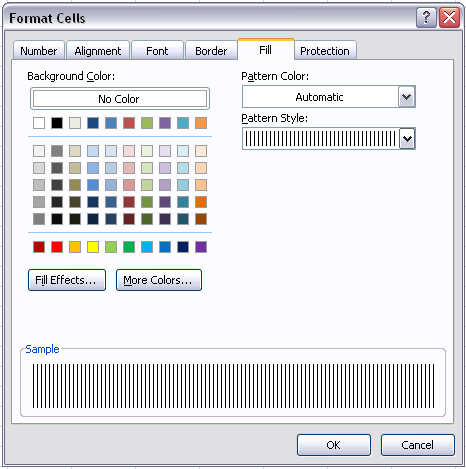 Format Cells
Number Alignment Font Border Fill Protection
Background Color:
No Color
Pattern Color:
Automatic
Pattern Style:
Fill Effects... More Colors...
Sample
OK Cancel